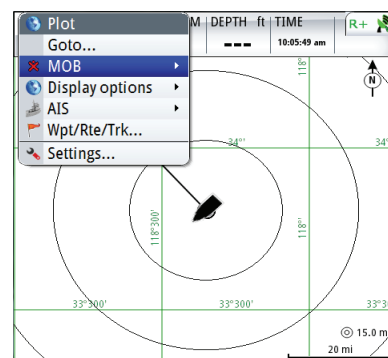 Plot
M DEPTH ft TIME R+
--- 10:05:49 am
Goto...
MOB
Display options
AIS
Wpt/Rte/Trk...
Settings...
N
118°'
34°'
34°'
118°300'
118°'
33°300'
33°300'
33°3
15.0 m
20 mi